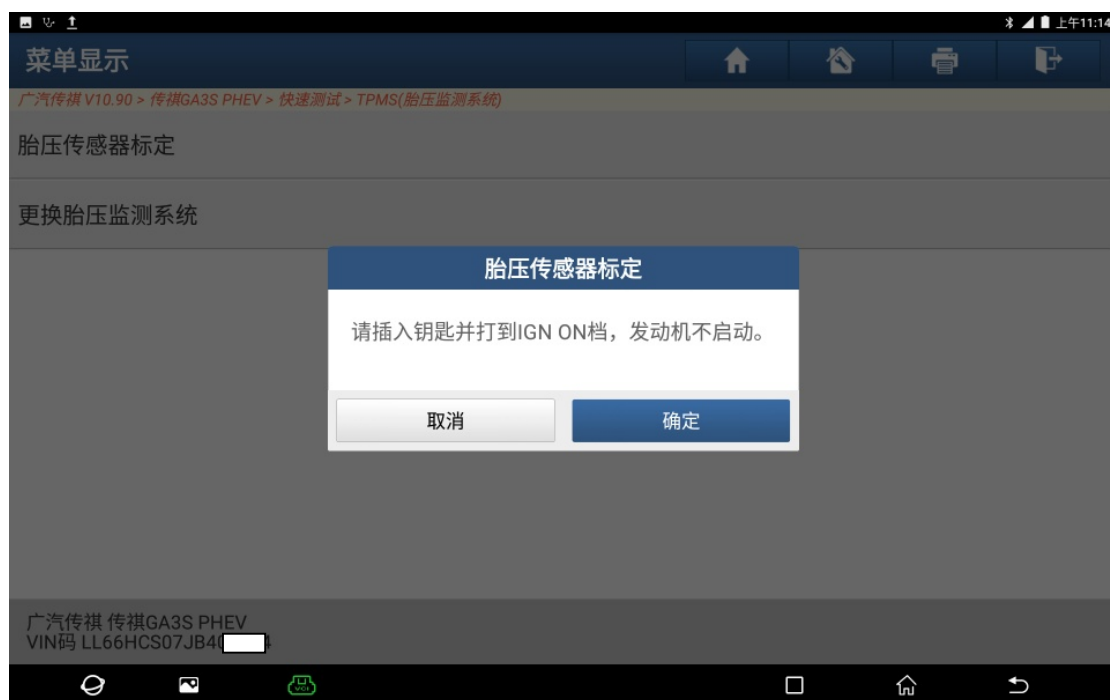 上午11:14
菜单显示
广汽传祺 V10.90 > 传祺GA3S PHEV > 快速测试 > TPMS(胎压监测系统)
胎压传感器标定
更换胎压监测系统
胎压传感器标定
请插入钥匙并打到IGN ON档，发动机不启动。
取消
确定
广汽传祺 传祺GA3S PHEV
VIN码 LL66HCS07JB40
VCI